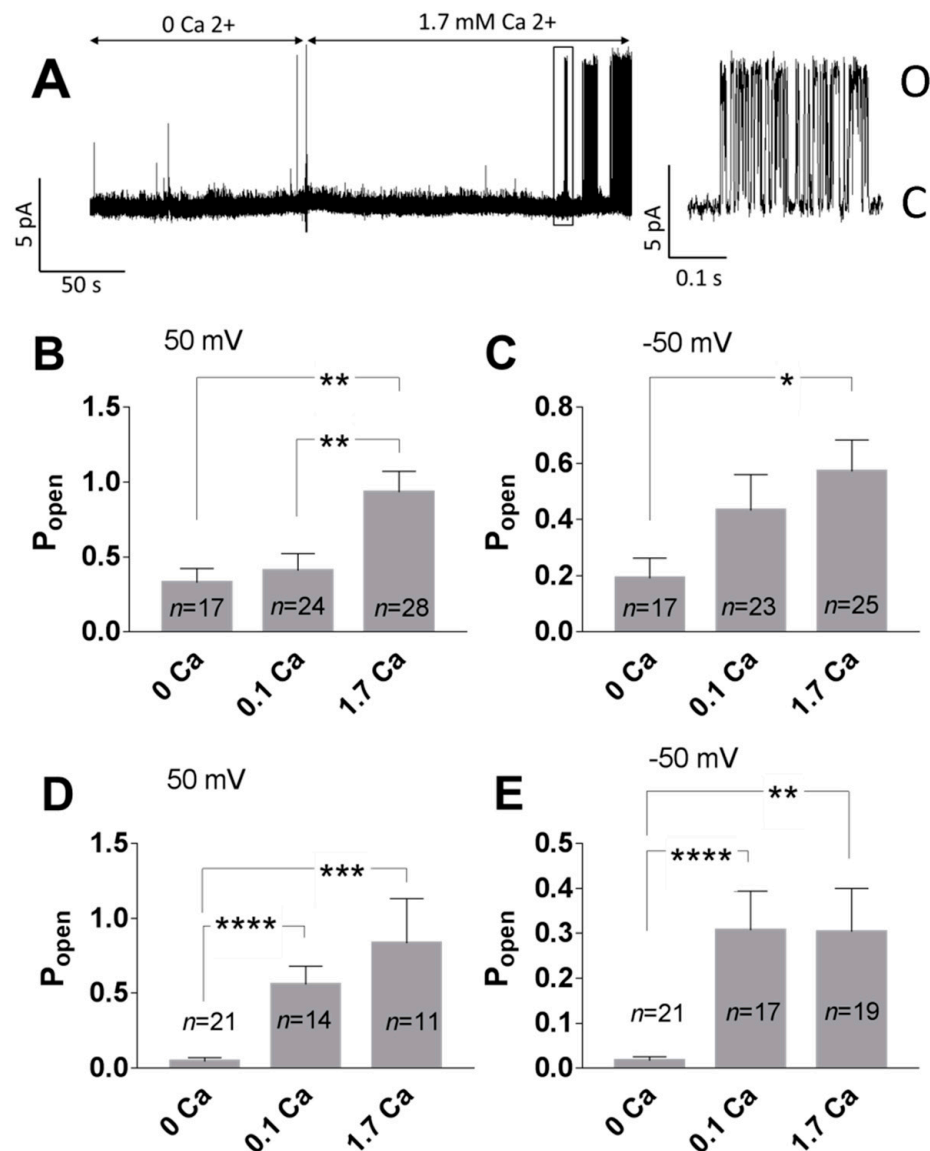 0 Ca 2+ 1.7 mM Ca 2+
A
O
C
5 pA
50 s
5 pA
0.1 s
B
50 mV
**
**
P open
1.5
1.0
0.5
0.0
n=17 n=24 n=28
0 Ca 0.1 Ca 1.7 Ca
C
-50 mV
*
P open
0.8
0.6
0.4
0.2
0.0
n=17 n=23 n=25
0 Ca 0.1 Ca 1.7 Ca
D
50 mV
***
****
P open
1.5
1.0
0.5
0.0
n=21 n=14 n=11
0 Ca 0.1 Ca 1.7 Ca
E
-50 mV
**
****
P open
0.5
0.4
0.3
0.2
0.1
0.0
n=21 n=17 n=19
0 Ca 0.1 Ca 1.7 Ca